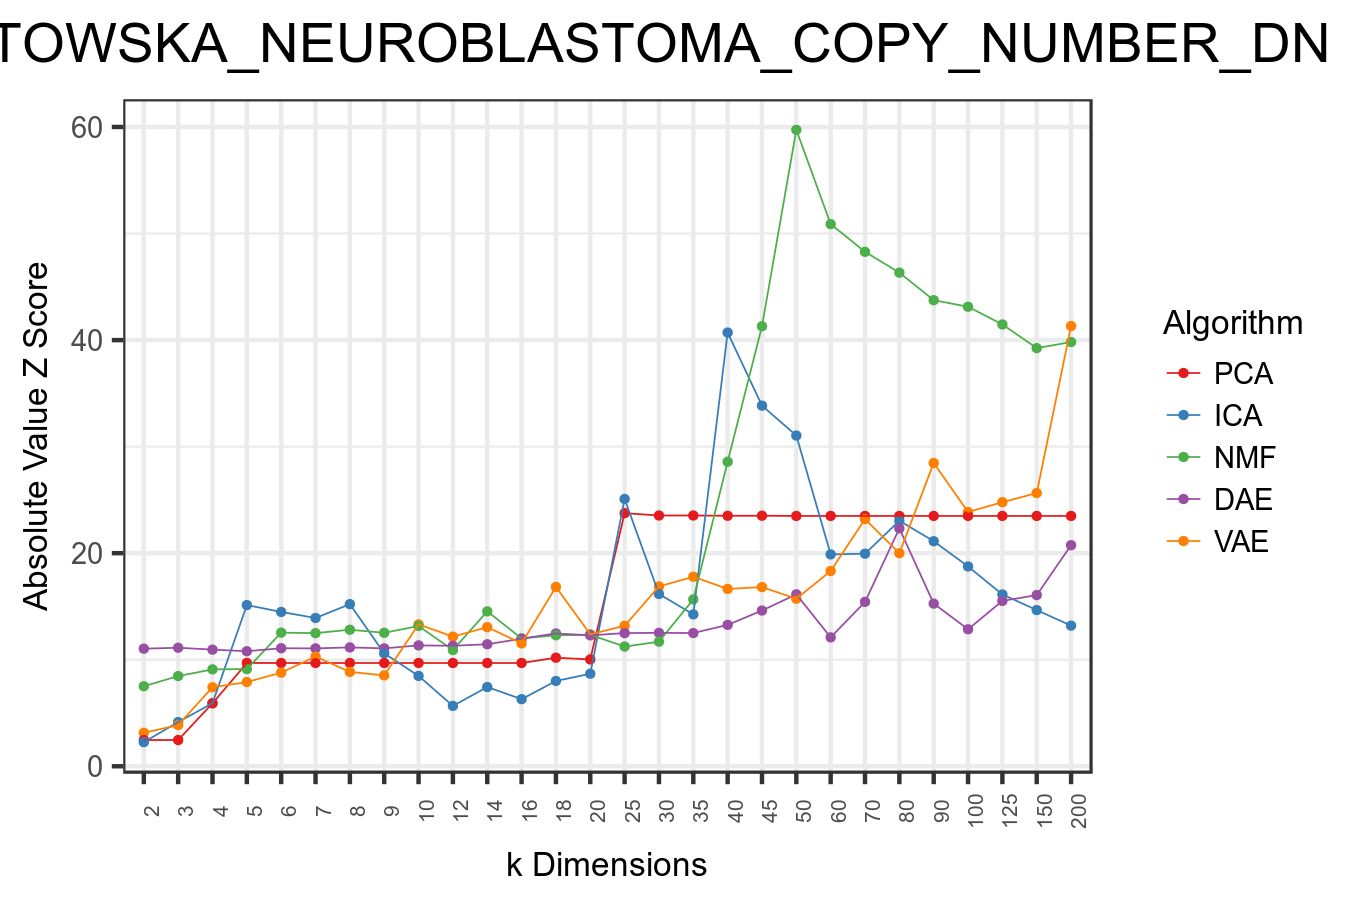 TOWSKA_NEUROBLASTOMA_COPY_NUMBER_DN
60
40
20
0
Absolute Value Z Score
2 3 4 5 6 7 8 9 10 12 14 16 18 20 25 30 35 40 45 50 60 70 80 90 100 125 150 200
k Dimensions
Algorithm
PCA
ICA
NMF
DAE
VAE